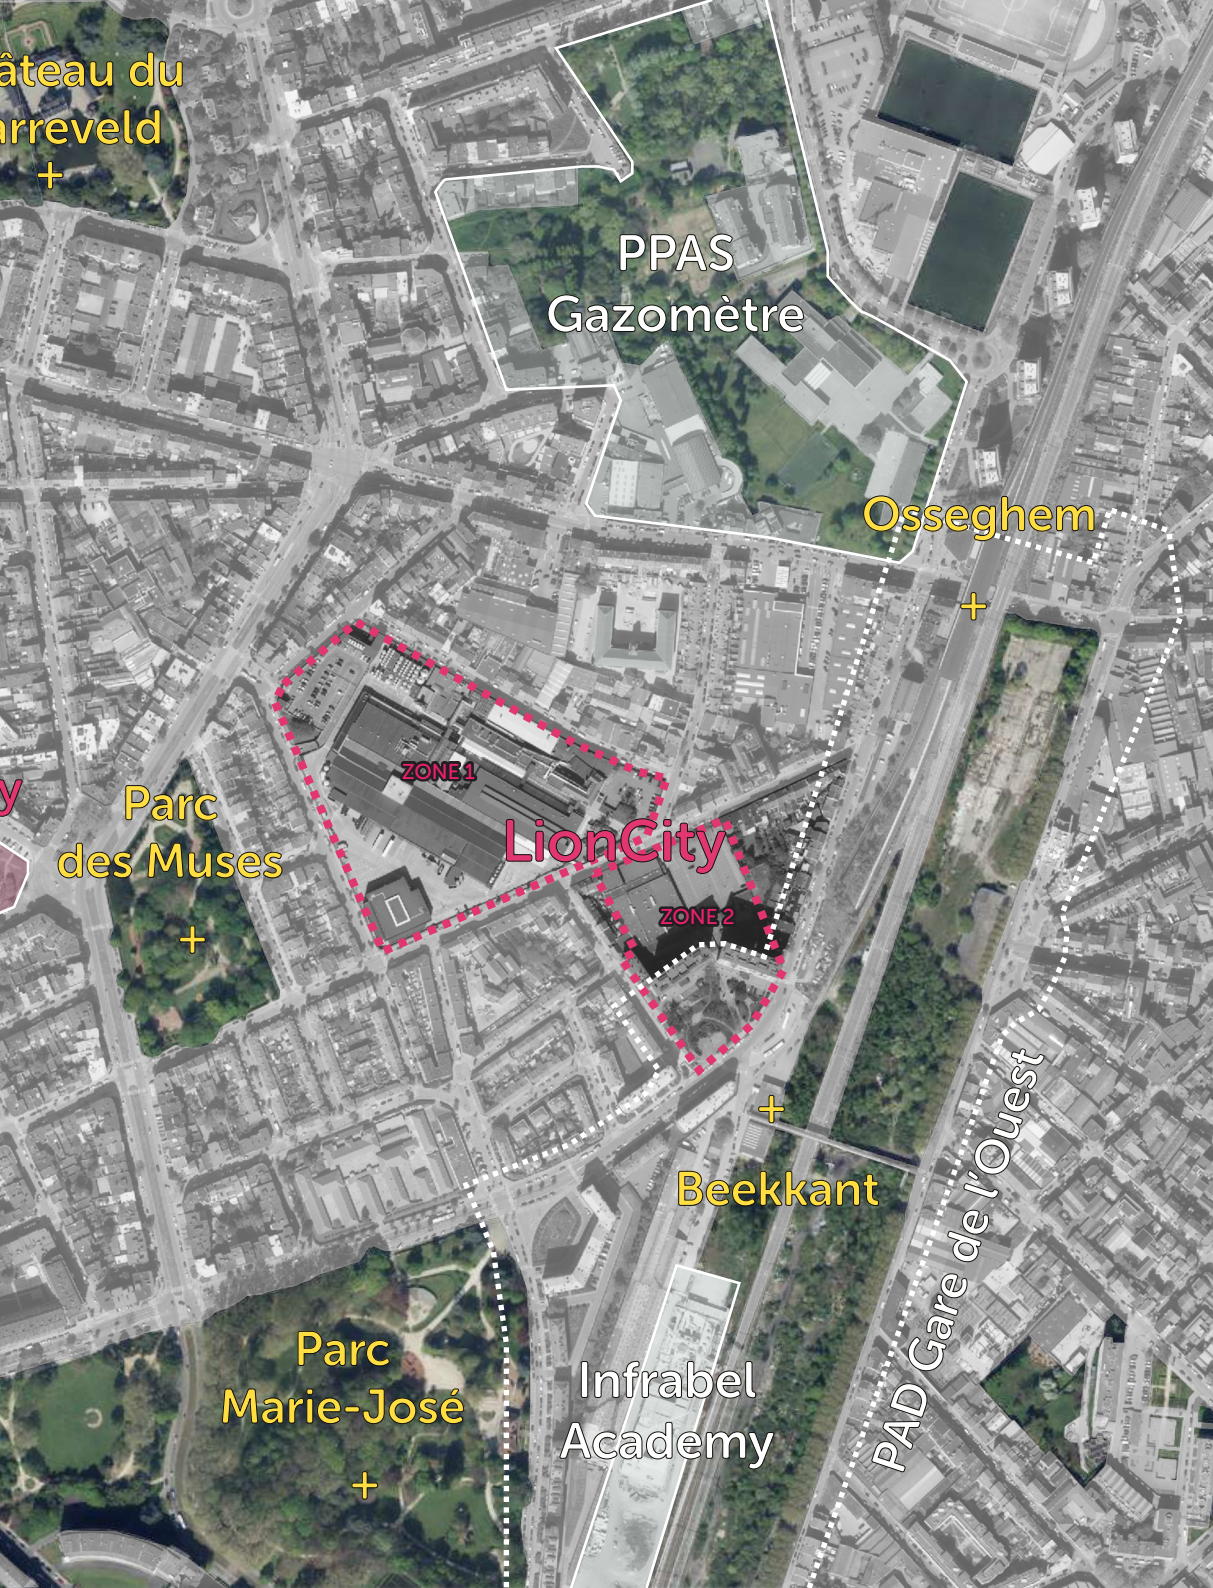 âteau du
arreveld
PPAS
Gazomètre
Osseghem
ZONE 1
y
Parc
des Muses
LionCity
ZONE 2
Beekkant
PAD Gare de l'Ouest
Parc
Marie-José
Infrabel
Academy